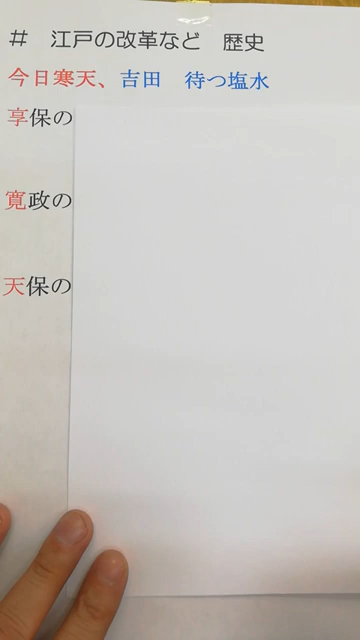 # 江戸の改革など 歴史
今日寒天、吉田 待つ塩水
享保の
寛政の
天保の